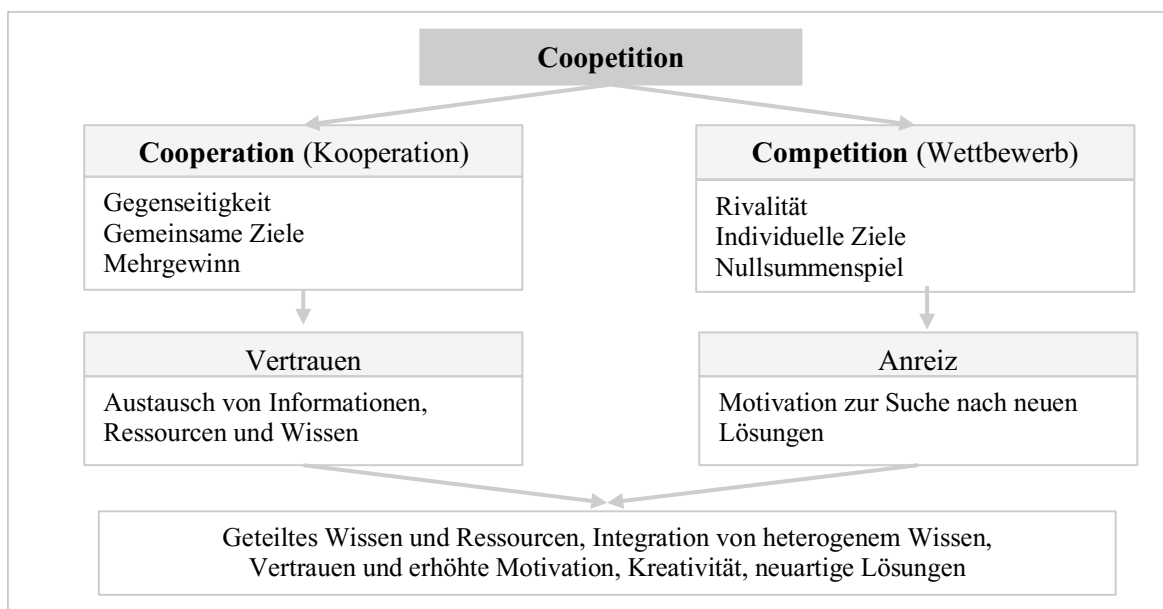 Coopetition
Cooperation (Kooperation)
Gegenseitigkeit
Gemeinsame Ziele
Mehrgewinn
Competition (Wettbewerb)
Rivalität
Individuelle Ziele
Nullsummenspiel
Vertrauen
Austausch von Informationen,
Ressourcen und Wissen
Anreiz
Motivation zur Suche nach neuen
Lösungen
Geteiltes Wissen und Ressourcen, Integration von heterogenem Wissen,
Vertrauen und erhöhte Motivation, Kreativität, neuartige Lösungen